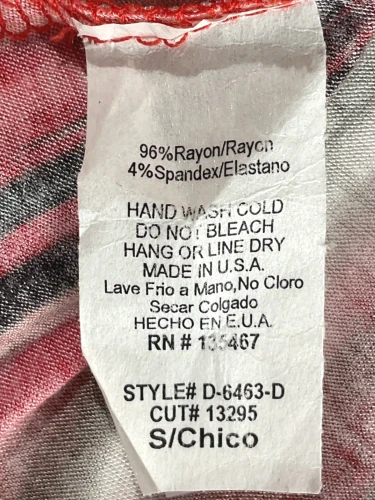 96%Rayon/Rayon
4%Spandex/Elastano
HAND WASH COLD
DO NOT BLEACH
HANG OR LINE DRY
MADE IN U.S.A.
Lave Frio a Mano,No Cloro
Secar Colgado
HECHO EN E.U.A.
RN # 135467
STYLE# D-6463-D
CUT# 13295
S/Chico